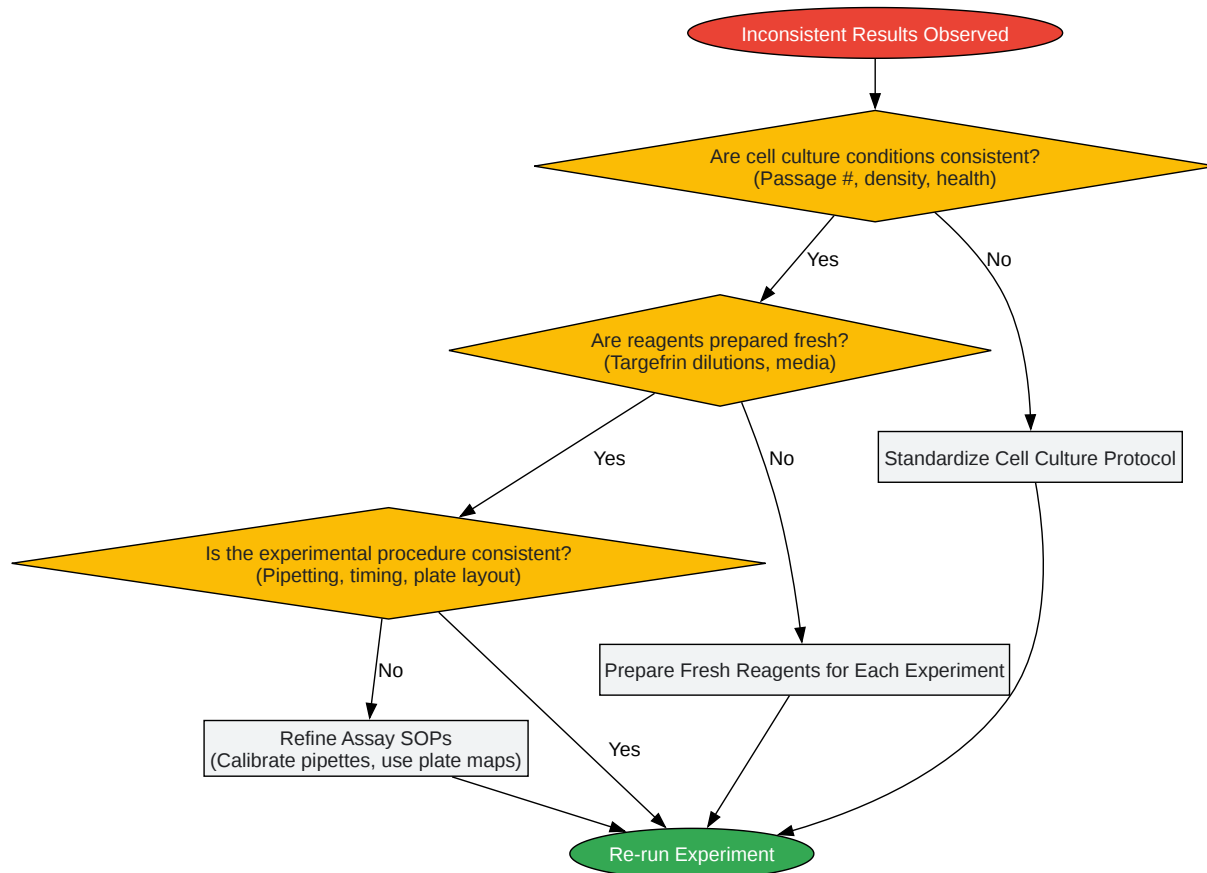 Inconsistent Results Observed
Are cell culture conditions consistent?
(Passage #, density, health)
Yes
No
Are reagents prepared fresh?
(Targefrin dilutions, media)
Yes
No
Standardize Cell Culture Protocol
Is the experimental procedure consistent?
(Pipetting, timing, plate layout)
No
Yes
Prepare Fresh Reagents for Each Experiment
Refine Assay SOPs
(Calibrate pipettes, use plate maps)
Re-run Experiment